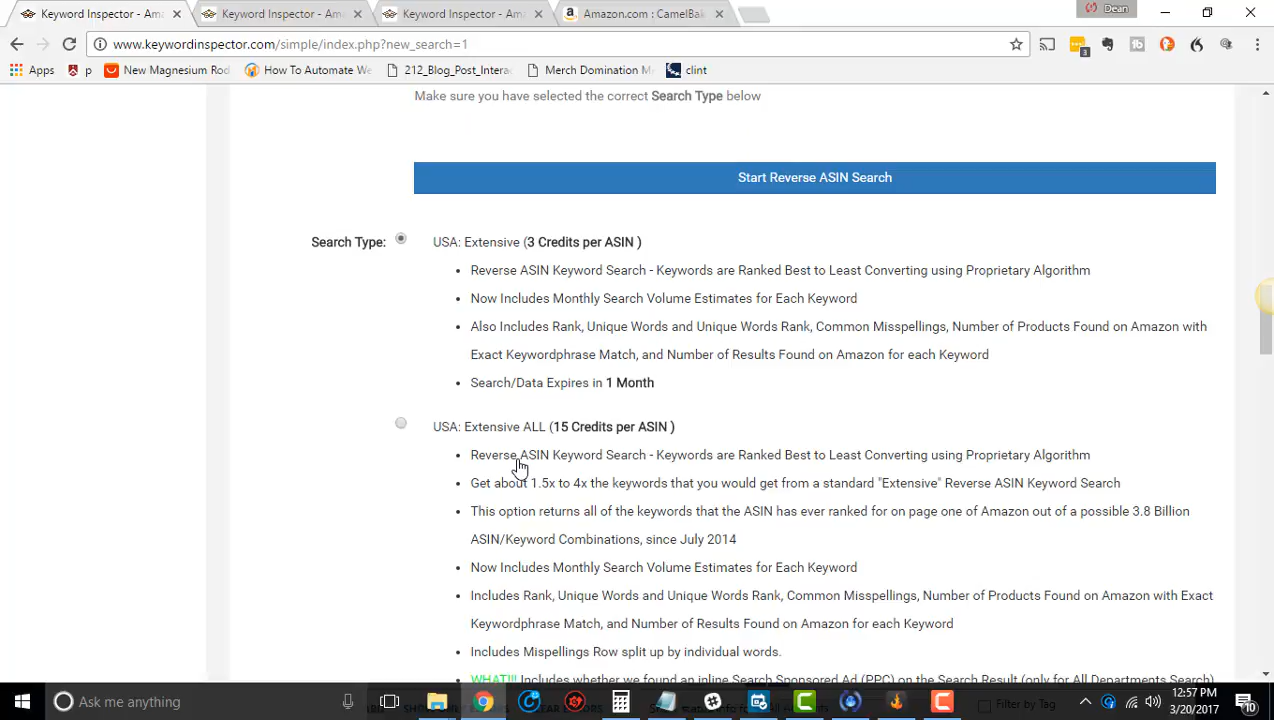 Keyword Inspector - Ama
Keyword Inspector - Ama
Keyword Inspector - Ama
Amazon.com : CamelBak
Dean
www.keywordinspector.com/simple/index.php?new_search=1
3
Apps
p
New Magnesium Rod
How To Automate We
212_Blog_Post_Interac
Merch Domination M
clint
Make sure you have selected the correct Search Type below
Start Reverse ASIN Search
Search Type:
USA: Extensive (3 Credits per ASIN )
• Reverse ASIN Keyword Search - Keywords are Ranked Best to Least Converting using Proprietary Algorithm
• Now Includes Monthly Search Volume Estimates for Each Keyword
• Also Includes Rank, Unique Words and Unique Words Rank, Common Misspellings, Number of Products Found on Amazon with
Exact Keywordphrase Match, and Number of Results Found on Amazon for each Keyword
• Search/Data Expires in 1 Month
USA: Extensive ALL (15 Credits per ASIN )
• Reverse ASIN Keyword Search - Keywords are Ranked Best to Least Converting using Proprietary Algorithm
• Get about 1.5x to 4x the keywords that you would get from a standard "Extensive" Reverse ASIN Keyword Search
• This option returns all of the keywords that the ASIN has ever ranked for on page one of Amazon out of a possible 3.8 Billion
ASIN/Keyword Combinations, since July 2014
• Now Includes Monthly Search Volume Estimates for Each Keyword
• Includes Rank, Unique Words and Unique Words Rank, Common Misspellings, Number of Products Found on Amazon with Exact
Keywordphrase Match, and Number of Results Found on Amazon for each Keyword
• Includes Mispellings Row split up by individual words.
• WHAT!!! Includes whether we found an inline Search Sponsored Ad (PPC) on the Search Result (only for All Departments Search)
Ask me anything
Filter by Tag
12:57 PM
3/20/2017
10